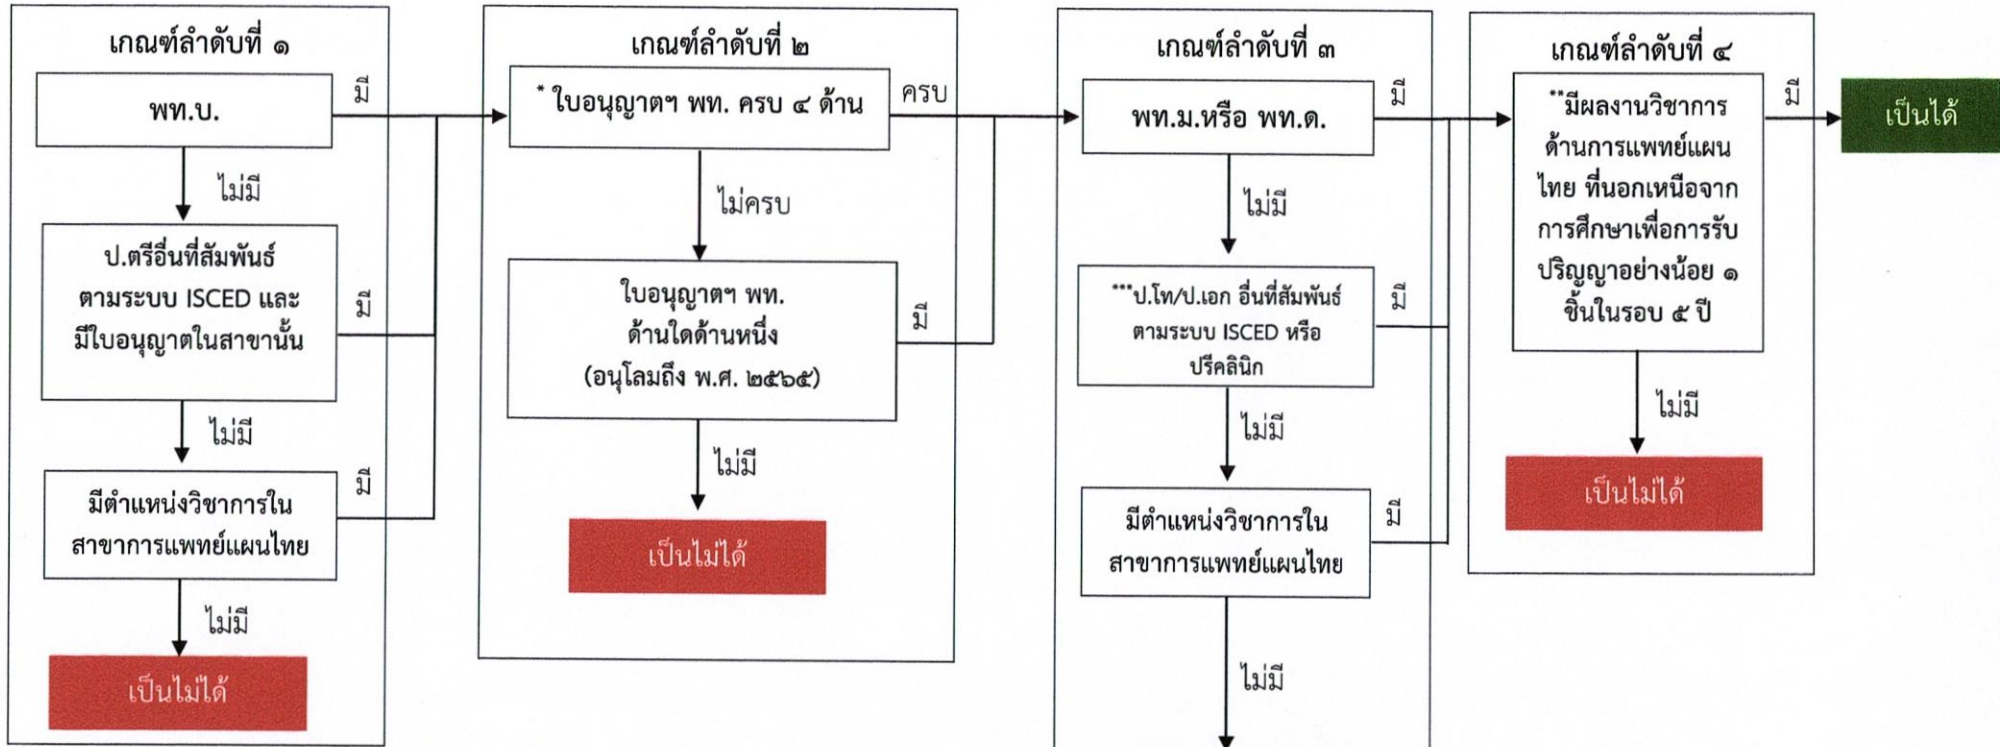 เกณฑ์ลำดับที่ ๑
พท.บ.
มี
ไม่มี
ป.ตรีอื่นที่สัมพันธ์
ตามระบบ ISCED และ
มีใบอนุญาตในสาขานั้น
มี
ไม่มี
มีตำแหน่งวิชาการใน
สาขาการแพทย์แผนไทย
มี
ไม่มี
เป็นไม่ได้
เกณฑ์ลำดับที่ ๒
* ใบอนุญาตฯ พท. ครบ ๔ ด้าน
ครบ
ไม่ครบ
ใบอนุญาตฯ พท.
ด้านใดด้านหนึ่ง
(อนุโลมถึง พ.ศ. ๒๕๖๕)
มี
ไม่มี
เป็นไม่ได้
เกณฑ์ลำดับที่ ๓
พท.ม.หรือ พท.ด.
มี
ไม่มี
***ป.โท/ป.เอก อื่นที่สัมพันธ์
ตามระบบ ISCED หรือ
ปรีคลินิก
มี
ไม่มี
มีตำแหน่งวิชาการใน
สาขาการแพทย์แผนไทย
มี
ไม่มี
เกณฑ์ลำดับที่ ๔
**มีผลงานวิชาการ
ด้านการแพทย์แผน
ไทย ที่นอกเหนือจาก
การศึกษาเพื่อการรับ
ปริญญาอย่างน้อย ๑
ชิ้นในรอบ ๕ ปี
มี
ไม่มี
เป็นไม่ได้
เป็นได้